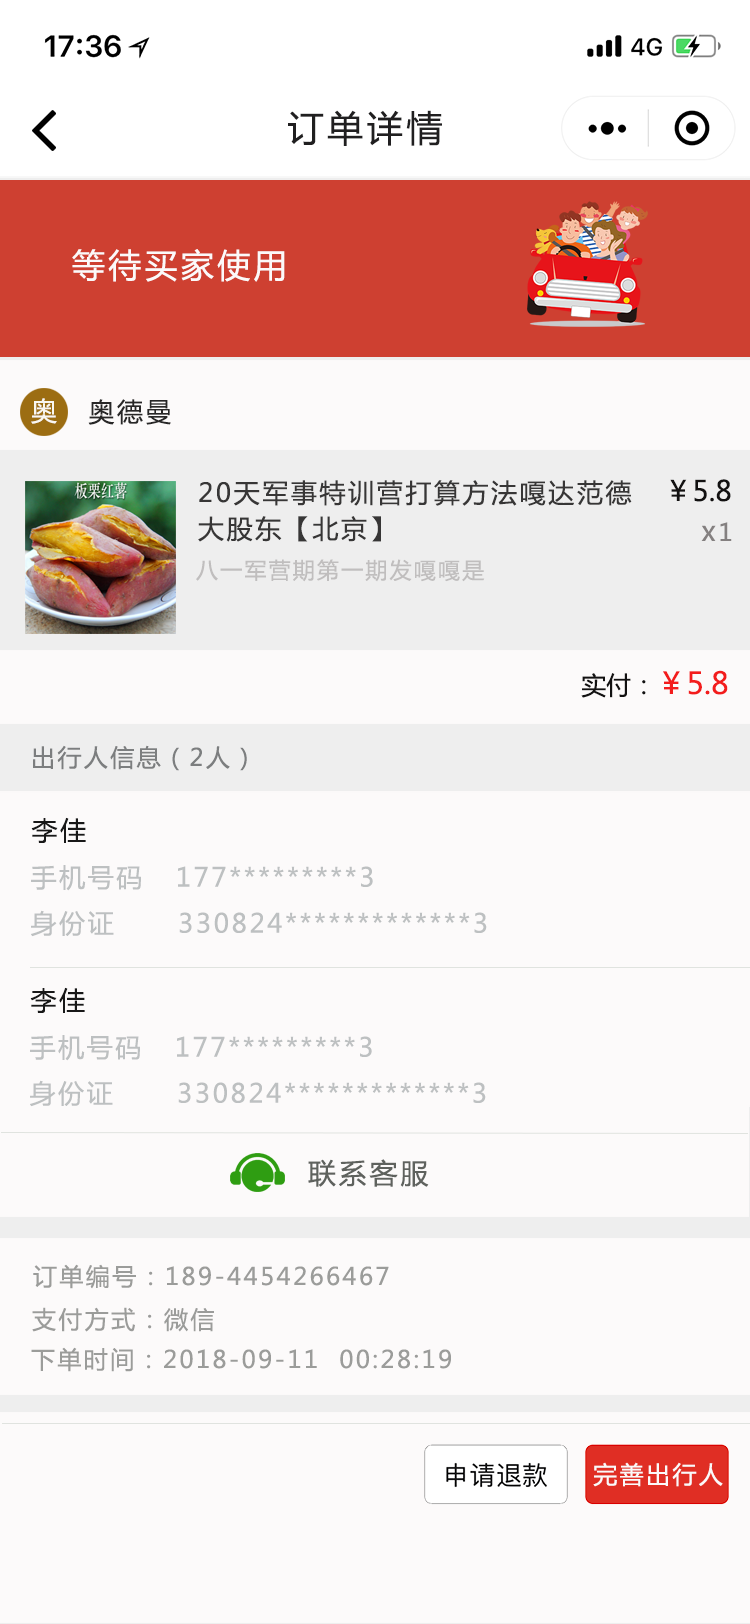 17:36 4G
订单详情
等待买家使用
奥 奥德曼
板栗红薯
20天军事特训营打算方法嘎达范德 ¥5.8
大股东【北京】 x1
八一军营期第一期发嘎嘎是
实付：¥5.8
出行人信息（2人）
李佳
手机号码 177*********3
身份证 330824*************3
李佳
手机号码 177*********3
身份证 330824*************3
联系客服
订单编号：189-4454266467
支付方式：微信
下单时间：2018-09-11 00:28:19
申请退款 完善出行人